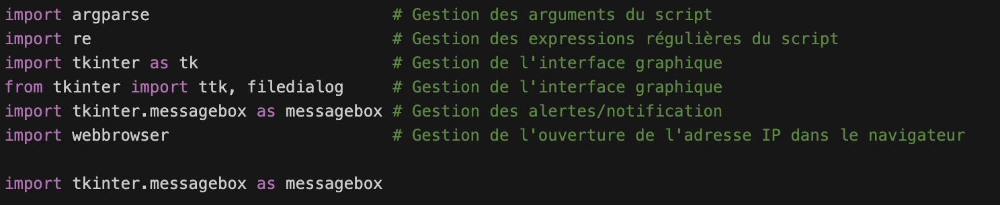 import argparse                         # Gestion des arguments du script
import re                               # Gestion des expressions régulières du script
import tkinter as tk                    # Gestion de l'interface graphique
from tkinter import ttk, filedialog     # Gestion de l'interface graphique
import tkinter.messagebox as messagebox # Gestion des alertes/notification
import webbrowser                       # Gestion de l'ouverture de l'adresse IP dans le navigateur

import tkinter.messagebox as messagebox